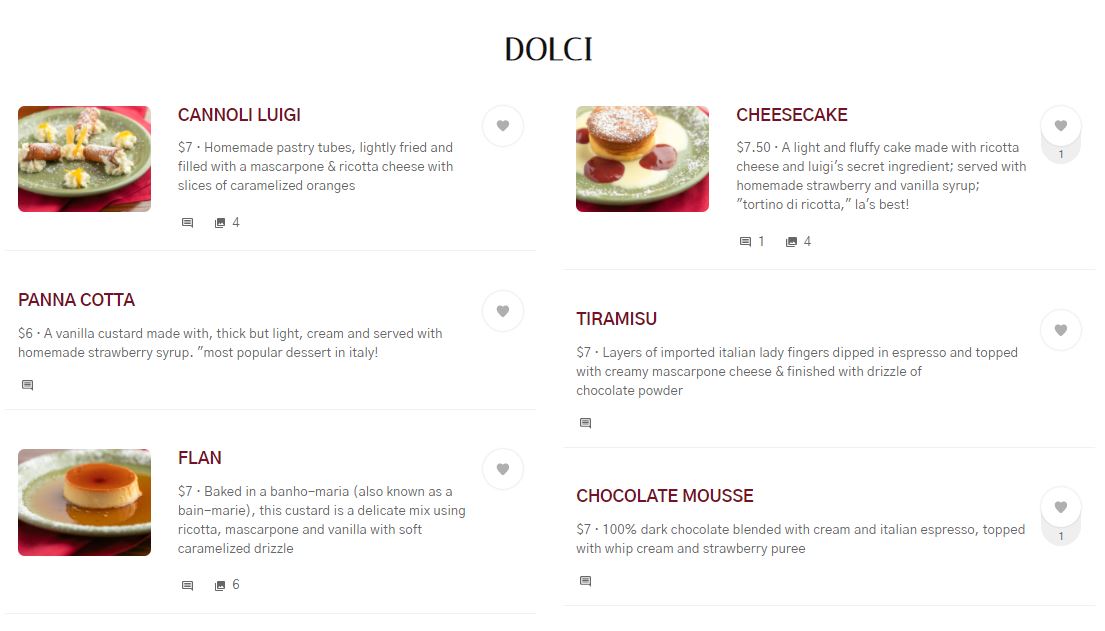 DOLCI
CANNOLI LUIGI
$7 · Homemade pastry tubes, lightly fried and
filled with a mascarpone & ricotta cheese with
slices of caramelized oranges
4
PANNA COTTA
$6 · A vanilla custard made with, thick but light, cream and served with
homemade strawberry syrup. "most popular dessert in italy!
FLAN
$7 · Baked in a banho-maria (also known as a
bain-marie), this custard is a delicate mix using
ricotta, mascarpone and vanilla with soft
caramelized drizzle
6
CHEESECAKE
$7.50 · A light and fluffy cake made with ricotta
cheese and luigi's secret ingredient; served with
homemade strawberry and vanilla syrup;
"tortino di ricotta," la's best!
1
1 4
TIRAMISU
$7 · Layers of imported italian lady fingers dipped in espresso and topped
with creamy mascarpone cheese & finished with drizzle of
chocolate powder
CHOCOLATE MOUSSE
$7 · 100% dark chocolate blended with cream and italian espresso, topped
with whip cream and strawberry puree
1